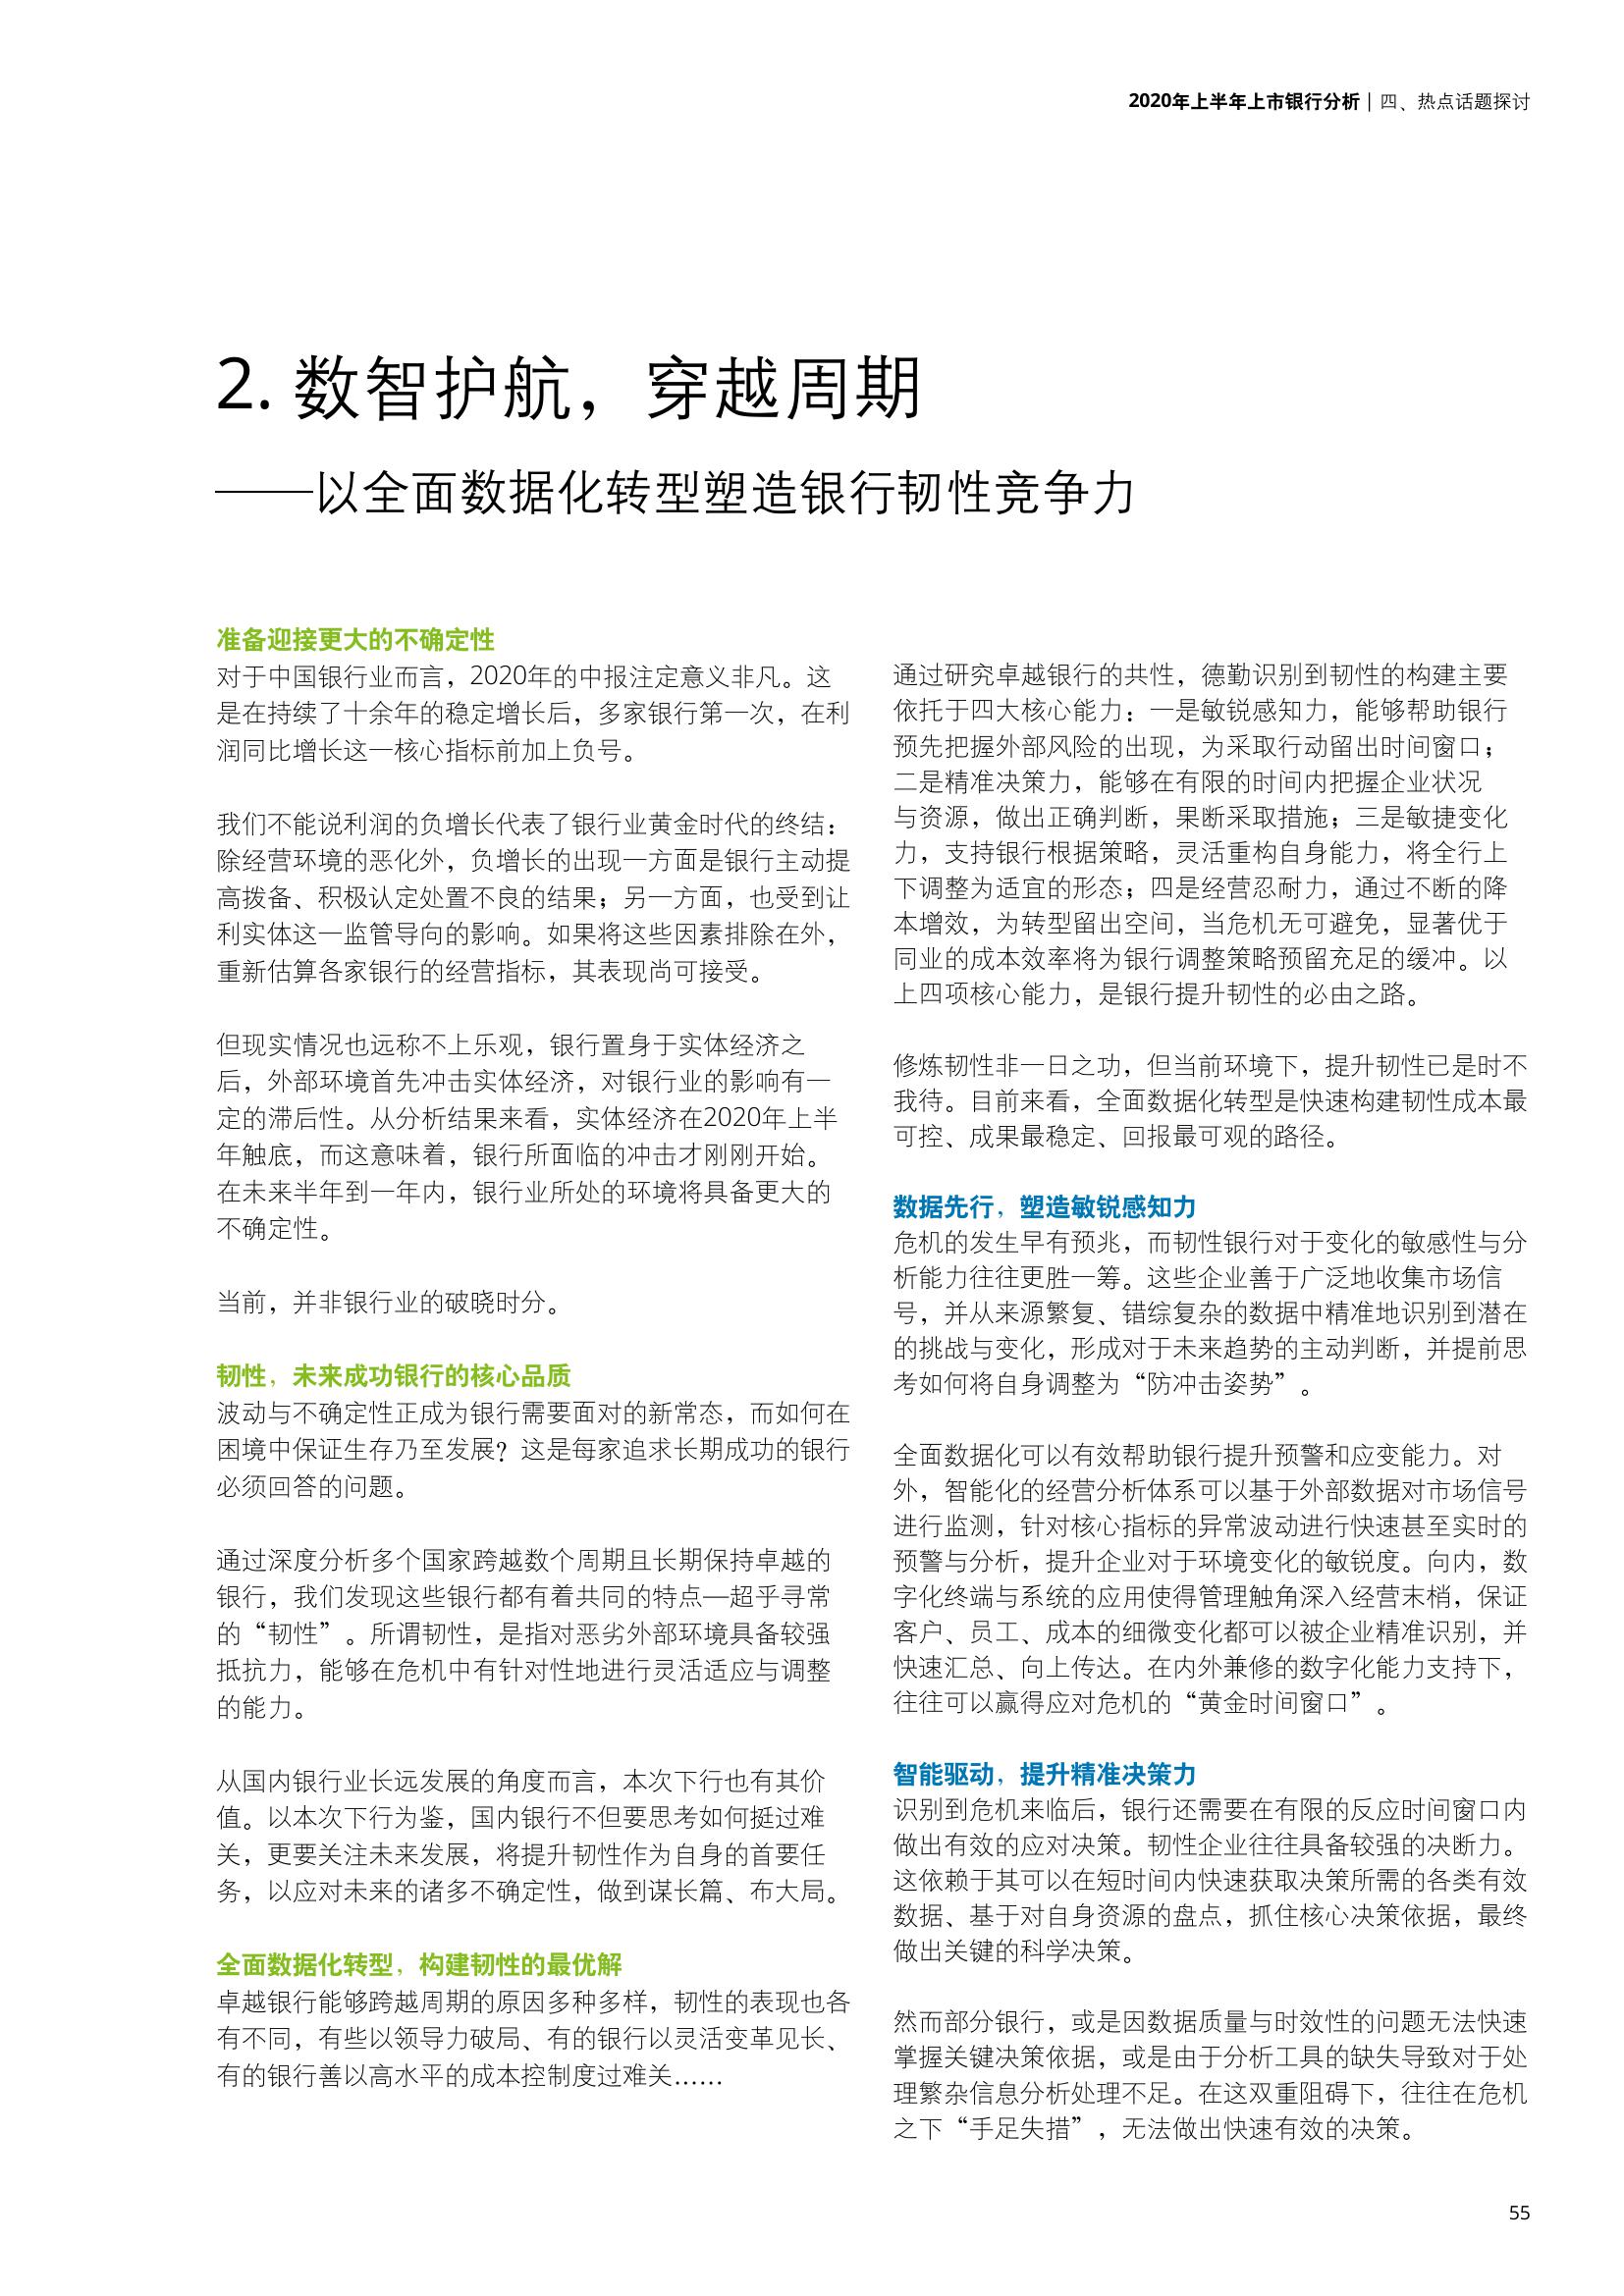 2020年上半年上市银行分析 | 四、热点话题探讨
2. 数智护航，穿越周期
——以全面数据化转型塑造银行韧性竞争力
准备迎接更大的不确定性
对于中国银行业而言，2020年的中报注定意义非凡。这
是在持续了十余年的稳定增长后，多家银行第一次，在利
润同比增长这一核心指标前加上负号。
我们不能说利润的负增长代表了银行业黄金时代的终结：
除经营环境的恶化外，负增长的出现一方面是银行主动提
高拨备、积极认定处置不良的结果；另一方面，也受到让
利实体这一监管导向的影响。如果将这些因素排除在外，
重新估算各家银行的经营指标，其表现尚可接受。
但现实情况也远称不上乐观，银行置身于实体经济之
后，外部环境首先冲击实体经济，对银行业的影响有一
定的滞后性。从分析结果来看，实体经济在2020年上半
年触底，而这意味着，银行所面临的冲击才刚刚开始。
在未来半年到一年内，银行业所处的环境将具备更大的
不确定性。
当前，并非银行业的破晓时分。
韧性，未来成功银行的核心品质
波动与不确定性正成为银行需要面对的新常态，而如何在
困境中保证生存乃至发展？这是每家追求长期成功的银行
必须回答的问题。
通过深度分析多个国家跨越数个周期且长期保持卓越的
银行，我们发现这些银行都有着共同的特点—超乎寻常
的“韧性”。所谓韧性，是指对恶劣外部环境具备较强
抵抗力，能够在危机中有针对性地进行灵活适应与调整
的能力。
从国内银行业长远发展的角度而言，本次下行也有其价
值。以本次下行为鉴，国内银行不但要思考如何挺过难
关，更要关注未来发展，将提升韧性作为自身的首要任
务，以应对未来的诸多不确定性，做到谋长篇、布大局。
全面数据化转型，构建韧性的最优解
卓越银行能够跨越周期的原因多种多样，韧性的表现也各
有不同，有些以领导力破局、有的银行以灵活变革见长、
有的银行善以高水平的成本控制度过难关……
通过研究卓越银行的共性，德勤识别到韧性的构建主要
依托于四大核心能力：一是敏锐感知力，能够帮助银行
预先把握外部风险的出现，为采取行动留出时间窗口；
二是精准决策力，能够在有限的时间内把握企业状况
与资源，做出正确判断，果断采取措施；三是敏捷变化
力，支持银行根据策略，灵活重构自身能力，将全行上
下调整为适宜的形态；四是经营忍耐力，通过不断的降
本增效，为转型留出空间，当危机无可避免，显著优于
同业的成本效率将为银行调整策略预留充足的缓冲。以
上四项核心能力，是银行提升韧性的必由之路。
修炼韧性非一日之功，但当前环境下，提升韧性已是时不
我待。目前来看，全面数据化转型是快速构建韧性成本最
可控、成果最稳定、回报最可观的路径。
数据先行，塑造敏锐感知力
危机的发生早有预兆，而韧性银行对于变化的敏感性与分
析能力往往更胜一筹。这些企业善于广泛地收集市场信
号，并从来源繁复、错综复杂的数据中精准地识别到潜在
的挑战与变化，形成对于未来趋势的主动判断，并提前思
考如何将自身调整为“防冲击姿势”。
全面数据化可以有效帮助银行提升预警和应变能力。对
外，智能化的经营分析体系可以基于外部数据对市场信号
进行监测，针对核心指标的异常波动进行快速甚至实时的
预警与分析，提升企业对于环境变化的敏锐度。向内，数
字化终端与系统的应用使得管理触角深入经营末梢，保证
客户、员工、成本的细微变化都可以被企业精准识别，并
快速汇总、向上传达。在内外兼修的数字化能力支持下，
往往可以赢得应对危机的“黄金时间窗口”。
智能驱动，提升精准决策力
识别到危机来临后，银行还需要在有限的反应时间窗口内
做出有效的应对决策。韧性企业往往具备较强的决断力。
这依赖于其可以在短时间内快速获取决策所需的各类有效
数据、基于对自身资源的盘点，抓住核心决策依据，最终
做出关键的科学决策。
然而部分银行，或是因数据质量与时效性的问题无法快速
掌握关键决策依据，或是由于分析工具的缺失导致对于处
理繁杂信息分析处理不足。在这双重阻碍下，往往在危机
之下“手足失措”，无法做出快速有效的决策。
55